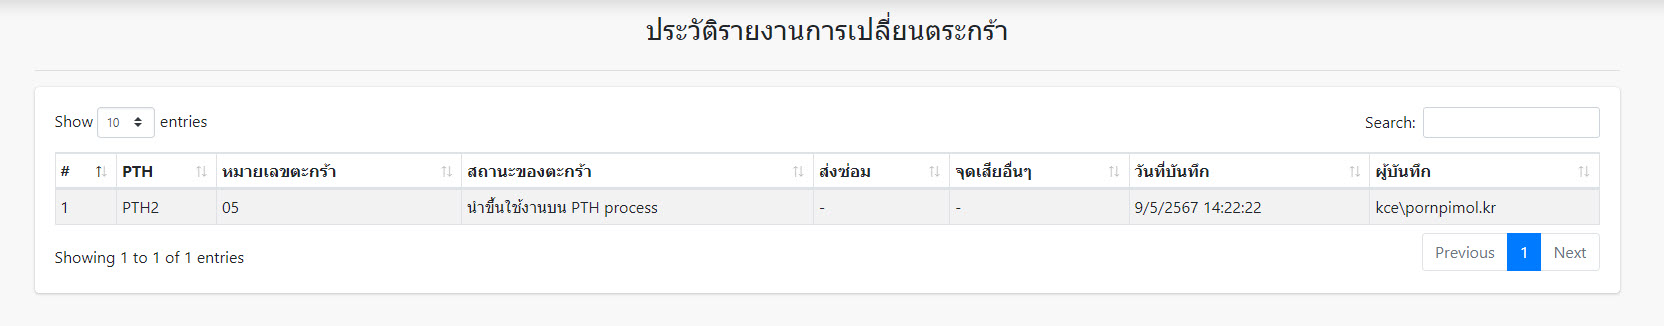 ประวัติรายงานการเปลี่ยนตระกร้า
Show 10 entries
Search:
# PTH หมายเลขตะกร้า สถานะของตะกร้า ส่งซ่อม จุดเสียอื่นๆ วันที่บันทึก ผู้บันทึก
1 PTH2 05 นำขึ้นใช้งานบน PTH process - - 9/5/2567 14:22:22 kce\pornpimol.kr
Showing 1 to 1 of 1 entries
Previous 1 Next